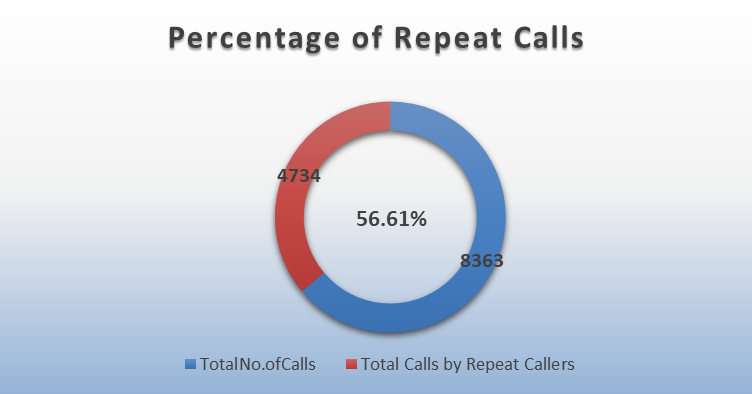 Percentage of Repeat Calls
4734
56.61%
8363
TotalNo.ofCalls
Total Calls by Repeat Callers